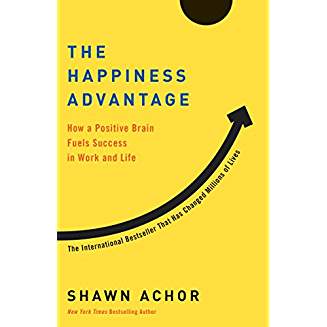 THE
HAPPINESS
ADVANTAGE
How a Positive Brain
Fuels Success
in Work and Life
The International Bestseller That Has Changed Millions of Lives
SHAWN ACHOR
New York Times Bestselling Author